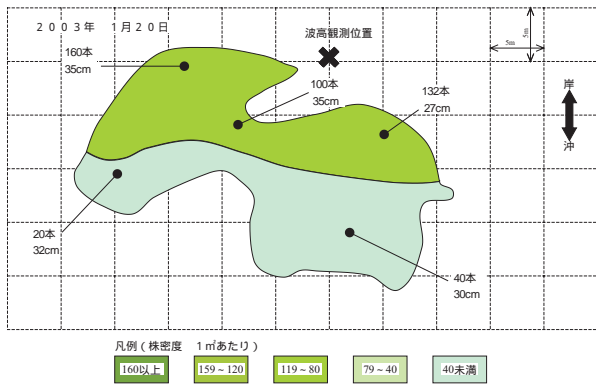 2003年 1月20日
波高観測位置
5m
5m
160本
35cm
100本
35cm
132本
27cm
岸
沖
20本
32cm
40本
30cm
凡例(株密度 1㎡あたり)
160以上
159~120
119~80
79~40
40未満